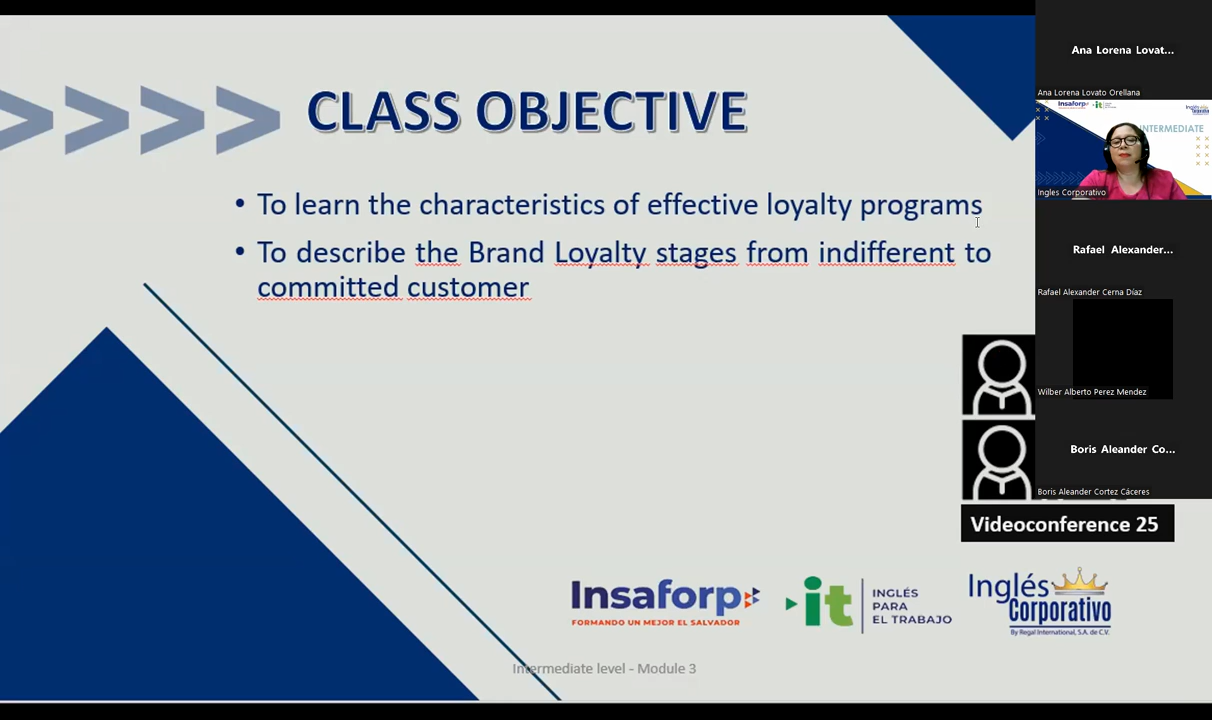 CLASS OBJECTIVE
• To learn the characteristics of effective loyalty programs
• To describe the Brand Loyalty stages from indifferent to
committed customer
Videoconference 25
Insaforp
FORMANDO UN MEJOR EL SALVADOR
it
INGLÉS
PARA
EL TRABAJO
Inglés
Corporativo
By Regal International, S.A. de C.V.
Intermediate level - Module 3
Ana Lorena Lovat...
Ana Lorena Lovato Orellana
Insaforp
it
INTERMEDIATE
Ingles Corporativo
Rafael Alexander...
Rafael Alexander Cerna Díaz
Wilber Alberto Perez Mendez
Boris Aleander Co...
Boris Aleander Cortez Cáceres